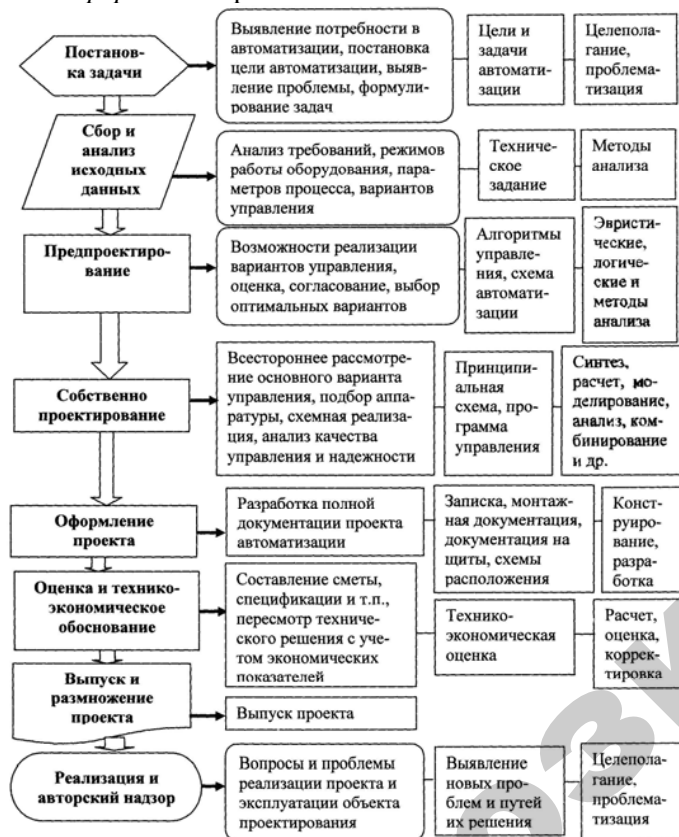 Постанов-
ка задачи
Выявление потребности в
автоматизации, постановка
цели автоматизации, выяв-
ление проблемы, формули-
рование задач
Цели и
задачи
автомати-
зации
Целепола-
гание,
проблема-
тизация
Сбор и
анализ
исходных
данных
Анализ требований, режимов
работы оборудования, пара-
метров процесса, вариантов
управления
Техниче-
ское
задание
Методы
анализа
Предпроектиро-
вание
Возможности реализации
вариантов управления,
оценка, согласование, выбор
оптимальных вариантов
Алгоритмы
управле-
ния, схема
автомати-
зации
Эвристи-
ческие,
логиче-
ские и
методы
анализа
Собственно
проектирование
Всестороннее рассмотре-
ние основного варианта
управления, подбор аппа-
ратуры, схемная реализа-
ция, анализ качества
управления и надежности
Принципи-
альная
схема, про-
грамма
управления
Синтез,
расчет, мо-
делирование,
анализ, ком-
бинирование
и др.
Оформление
проекта
Разработка полной
документации проекта
автоматизации
Записка, монтаж-
ная документация,
документация на
щиты, схемы
расположения
Констру-
ирова-
ние,
разра-
ботка
Оценка и технико-
экономическое
обоснование
Составление сметы,
спецификации и т.п.,
пересмотр техниче-
ского решения с уче-
том экономических
показателей
Технико-
экономическая
оценка
Расчет,
оценка,
коррек-
тировка
Выпуск и
размножение
проекта
Выпуск проекта
Реализация и
авторский надзор
Вопросы и проблемы
реализации проекта и
эксплуатации объекта
проектирования
Выявление
новых про-
блем и путей
их решения
Целепола-
гание,
проблема-
тизация